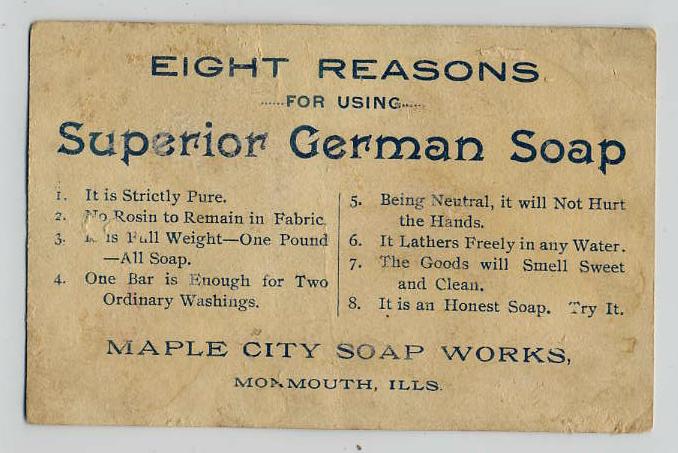 EIGHT REASONS
......FOR USING......
Superior German Soap
1. It is Strictly Pure.
2. No Rosin to Remain in Fabric
3. It is Full Weight—One Pound
—All Soap.
4. One Bar is Enough for Two
Ordinary Washings.
5. Being Neutral, it will Not Hurt
the Hands.
6. It Lathers Freely in any Water.
7. The Goods will Smell Sweet
and Clean.
8. It is an Honest Soap. Try It.
MAPLE CITY SOAP WORKS,
MONMOUTH, ILLS.